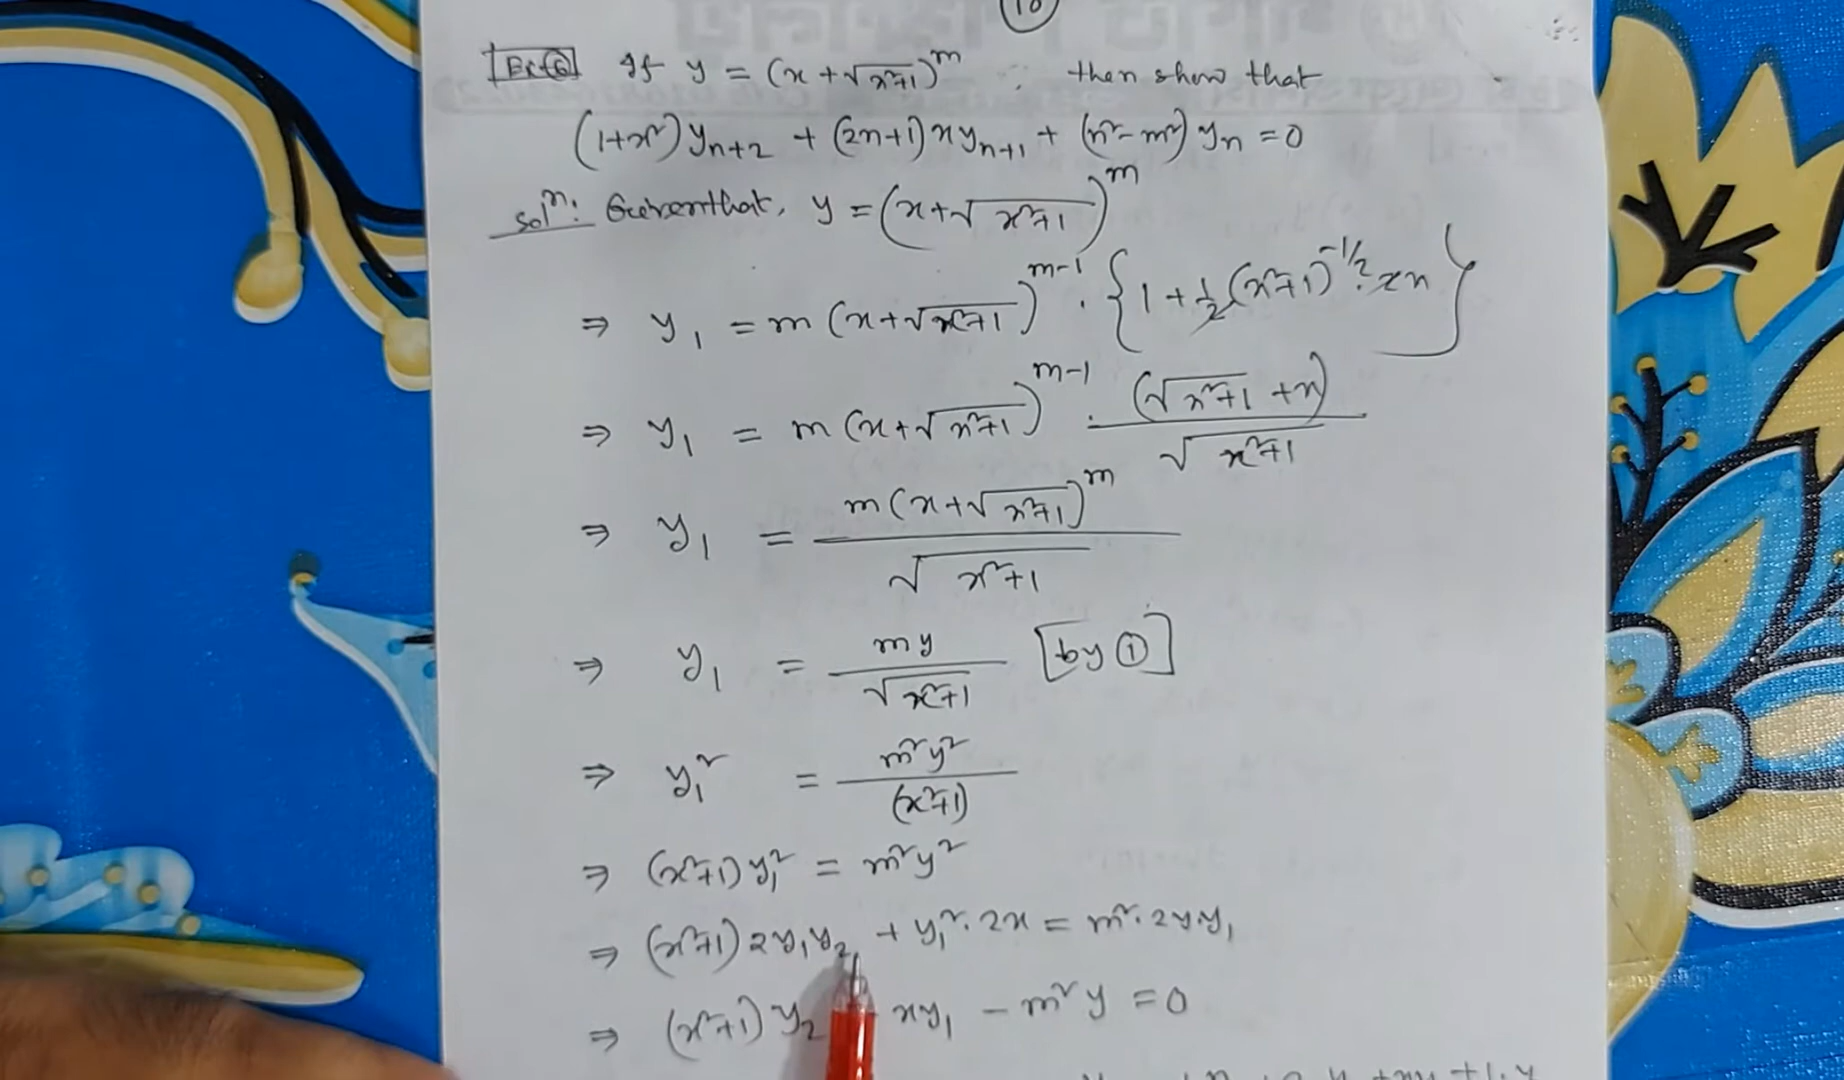 10
Ex-6 If y = (x+√x²+1)^m, then show that
(1+x²) y_{n+2} + (2n+1) x y_{n+1} + (n²-m²) y_n = 0
Solⁿ: Given that, y = (x+√x²+1)^m
⇒ y₁ = m (x+√x²+1)^{m-1} · {1 + 1/2 (x²+1)^{-1/2} · 2x}
⇒ y₁ = m (x+√x²+1)^{m-1} · (√x²+1 + x) / √x²+1
⇒ y₁ = m (x+√x²+1)^m / √x²+1
⇒ y₁ = my / √x²+1 [by ①]
⇒ y₁² = m²y² / (x²+1)
⇒ (x²+1) y₁² = m²y²
⇒ (x²+1) 2y₁y₂ + y₁² · 2x = m² · 2y·y₁
⇒ (x²+1) y₂ xy₁ - m²y = 0